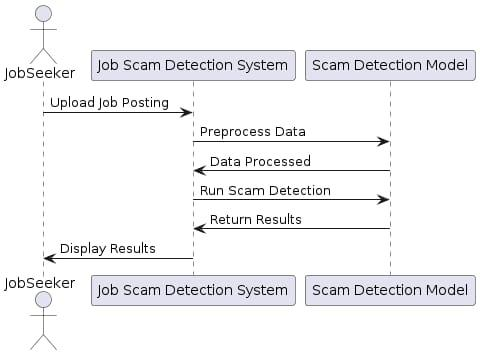 JobSeeker
Job Scam Detection System
Scam Detection Model
Upload Job Posting
Preprocess Data
Data Processed
Run Scam Detection
Return Results
Display Results
JobSeeker
Job Scam Detection System
Scam Detection Model